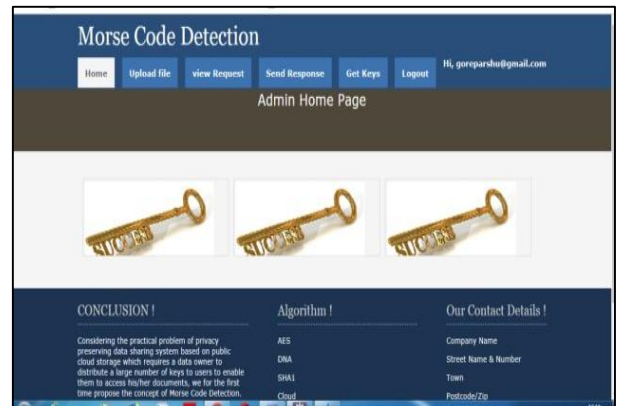 Morse Code Detection
Home Upload file view Request Send Response Get Keys Logout Hi, goreparshu@gmail.com
Admin Home Page
SUCCESS SUCCESS SUCCESS
CONCLUSION !
Considering the practical problem of privacy
preserving data sharing system based on public
cloud storage which requires a data owner to
distribute a large number of keys to users to enable
them to access his/her documents, we for the first
time propose the concept of Morse Code Detection.
Algorithm !
AES
DNA
SHA1
Cloud
Our Contact Details !
Company Name
Street Name & Number
Town
Postcode/Zip